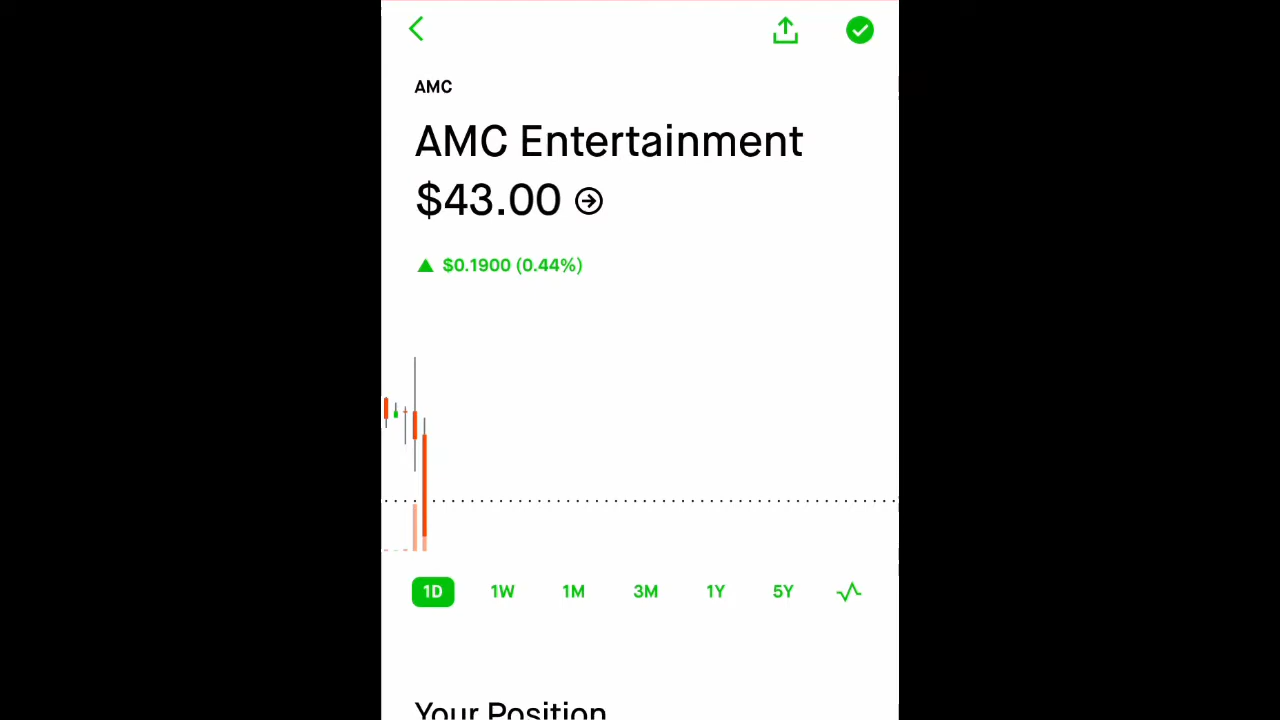 AMC
AMC Entertainment
$43.00
$0.1900 (0.44%)
1D 1W 1M 3M 1Y 5Y
Your Position